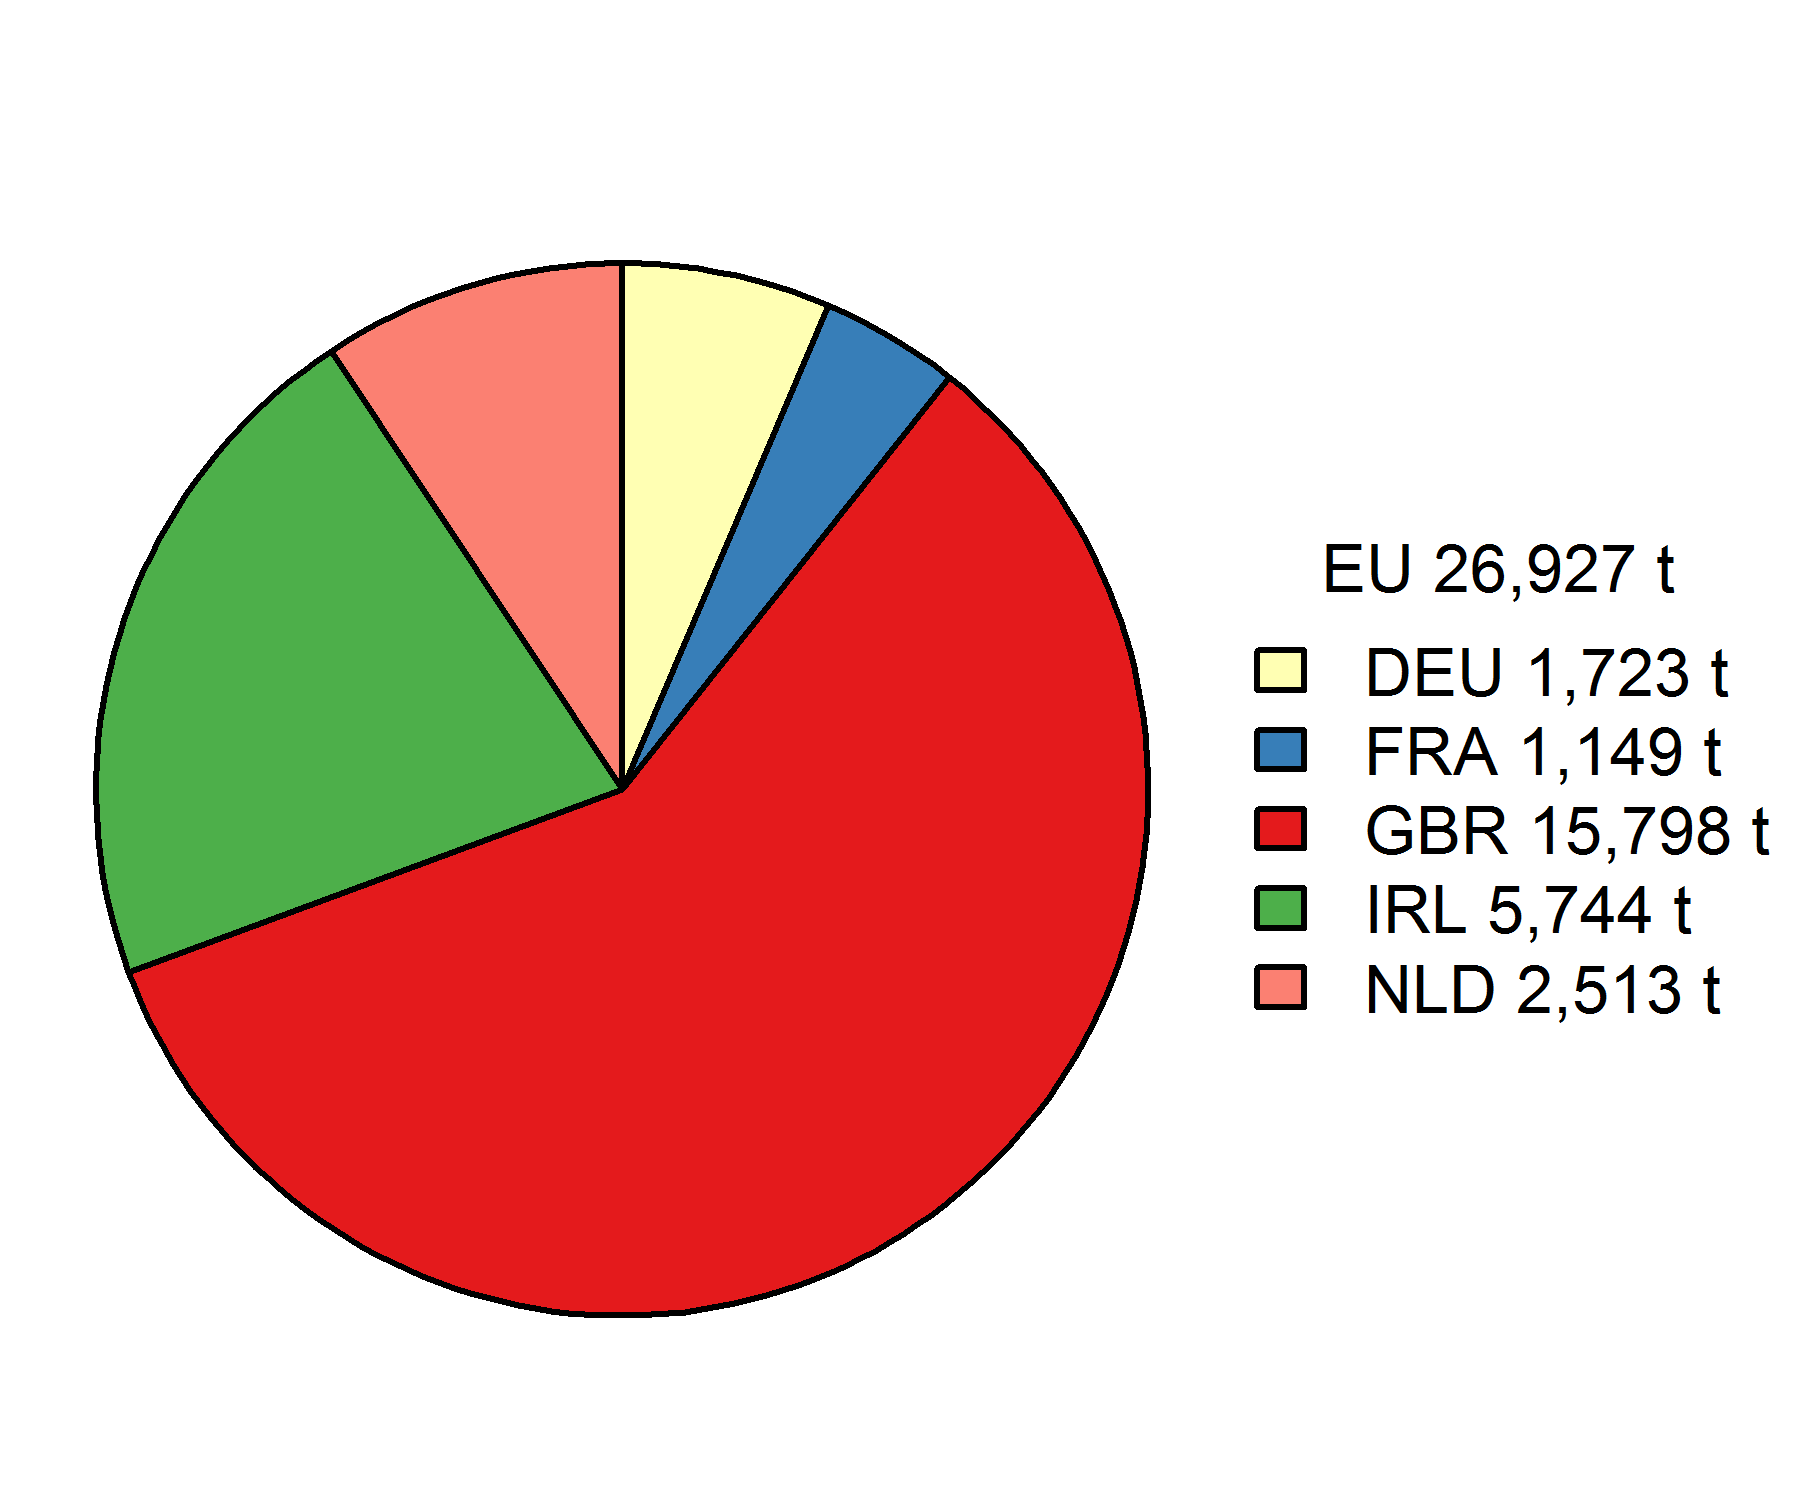 EU 26,927 t
DEU 1,723 t
FRA 1,149 t
GBR 15,798 t
IRL 5,744 t
NLD 2,513 t